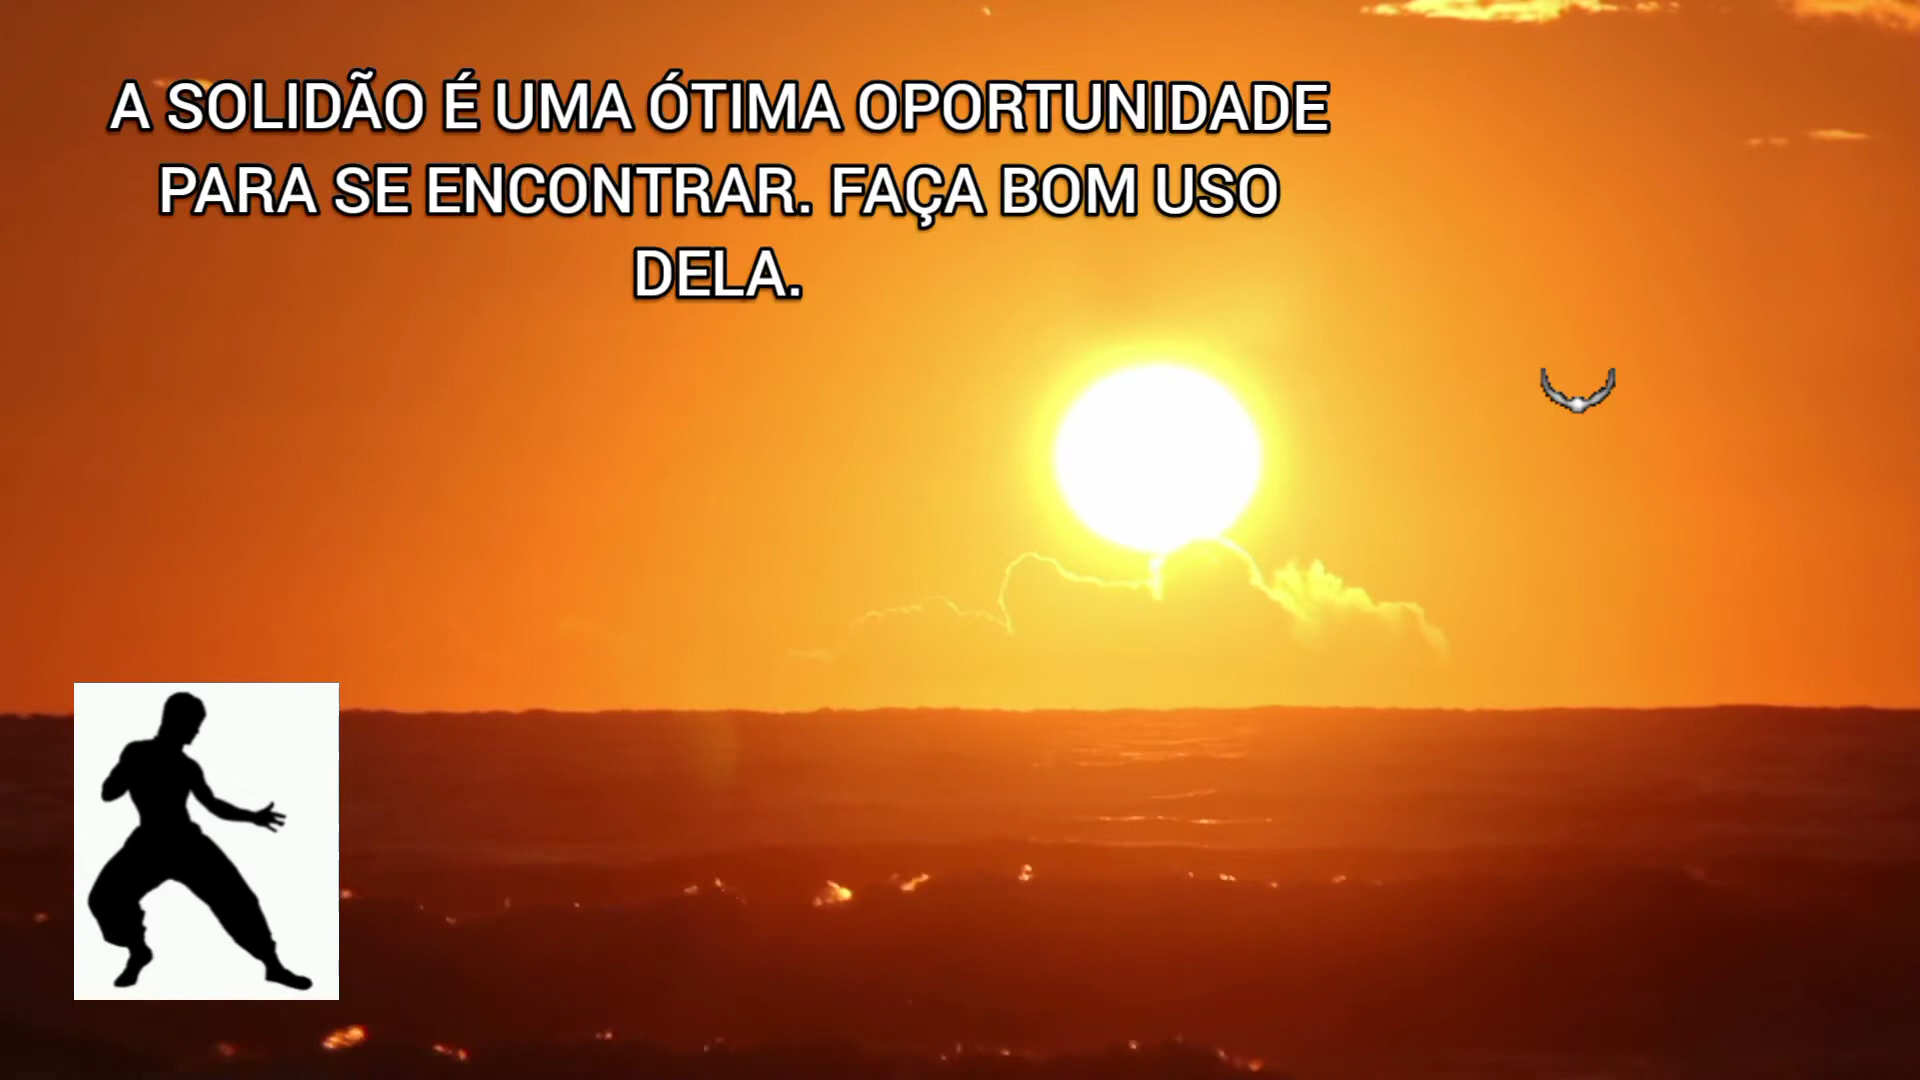 A SOLIDÃO É UMA ÓTIMA OPORTUNIDADE
PARA SE ENCONTRAR. FAÇA BOM USO
DELA.